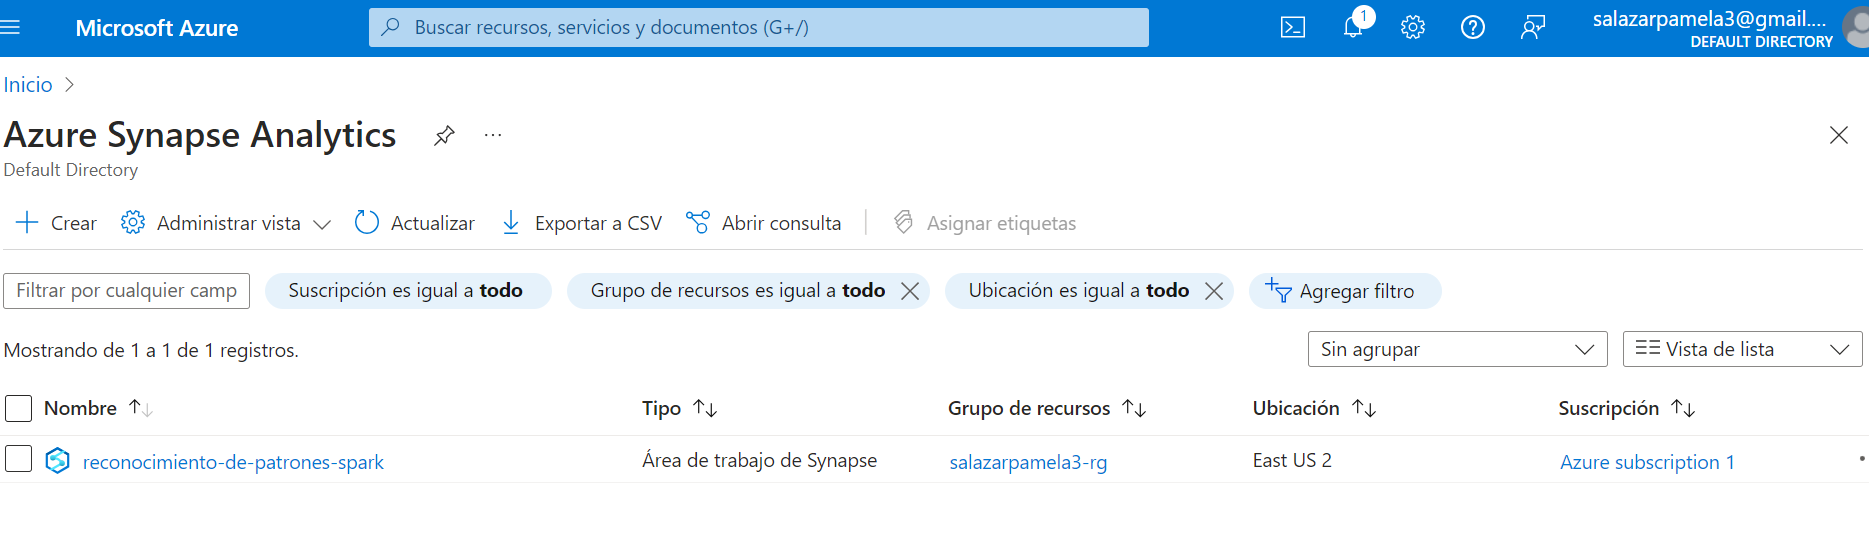 Microsoft Azure
Buscar recursos, servicios y documentos (G+/)
1
salazarpamela3@gmail....
DEFAULT DIRECTORY
Inicio
Azure Synapse Analytics
Default Directory
Crear
Administrar vista
Actualizar
Exportar a CSV
Abrir consulta
Asignar etiquetas
Filtrar por cualquier camp
Suscripción es igual a todo
Grupo de recursos es igual a todo
Ubicación es igual a todo
Agregar filtro
Mostrando de 1 a 1 de 1 registros.
Sin agrupar
Vista de lista
Nombre
Tipo
Grupo de recursos
Ubicación
Suscripción
reconocimiento-de-patrones-spark
Área de trabajo de Synapse
salazarpamela3-rg
East US 2
Azure subscription 1